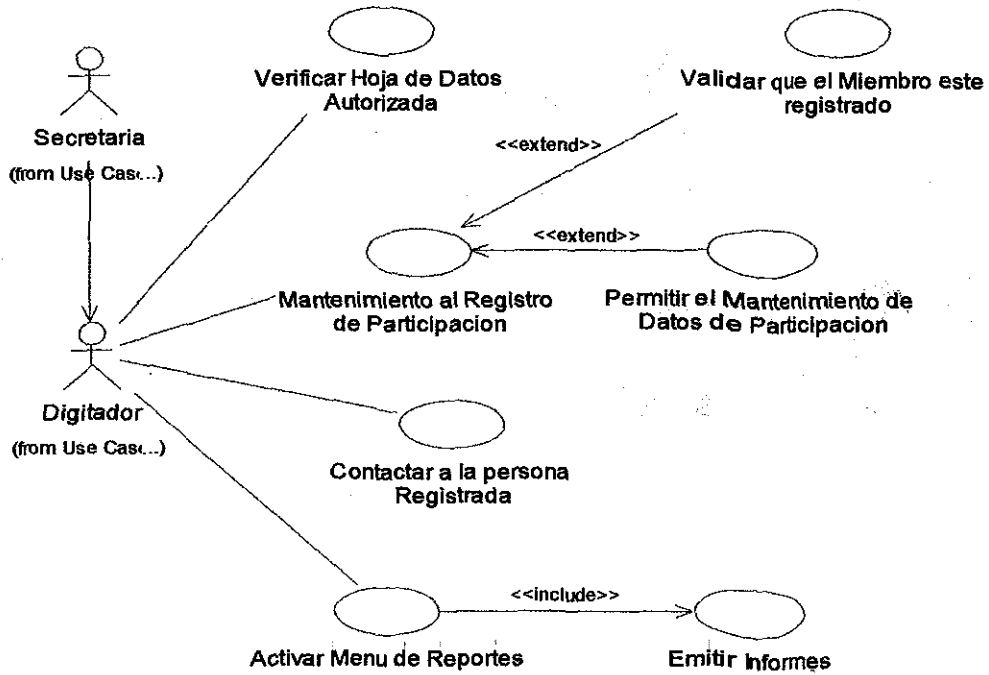 Verificar Hoja de Datos
Autorizada
Validar que el Miembro este
registrado
Secretaria
(from Use Cas...)
<<extend>>
<<extend>>
Mantenimiento al Registro
de Participacion
Permitir el Mantenimiento de
Datos de Participacion
Digitador
(from Use Cas...)
Contactar a la persona
Registrada
<<include>>
Activar Menu de Reportes
Emitir Informes